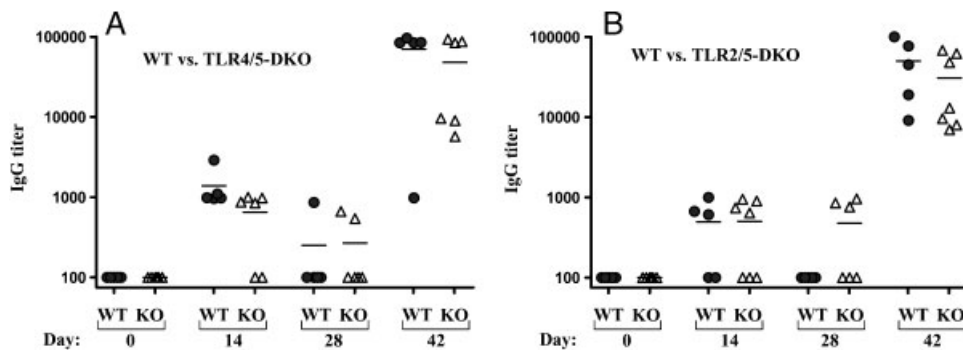 A
WT vs. TLR4/5-DKO
IgG titer
100000
10000
1000
100
WT KO WT KO WT KO WT KO
Day: 0 14 28 42
B
WT vs. TLR2/5-DKO
IgG titer
100000
10000
1000
100
WT KO WT KO WT KO WT KO
Day: 0 14 28 42